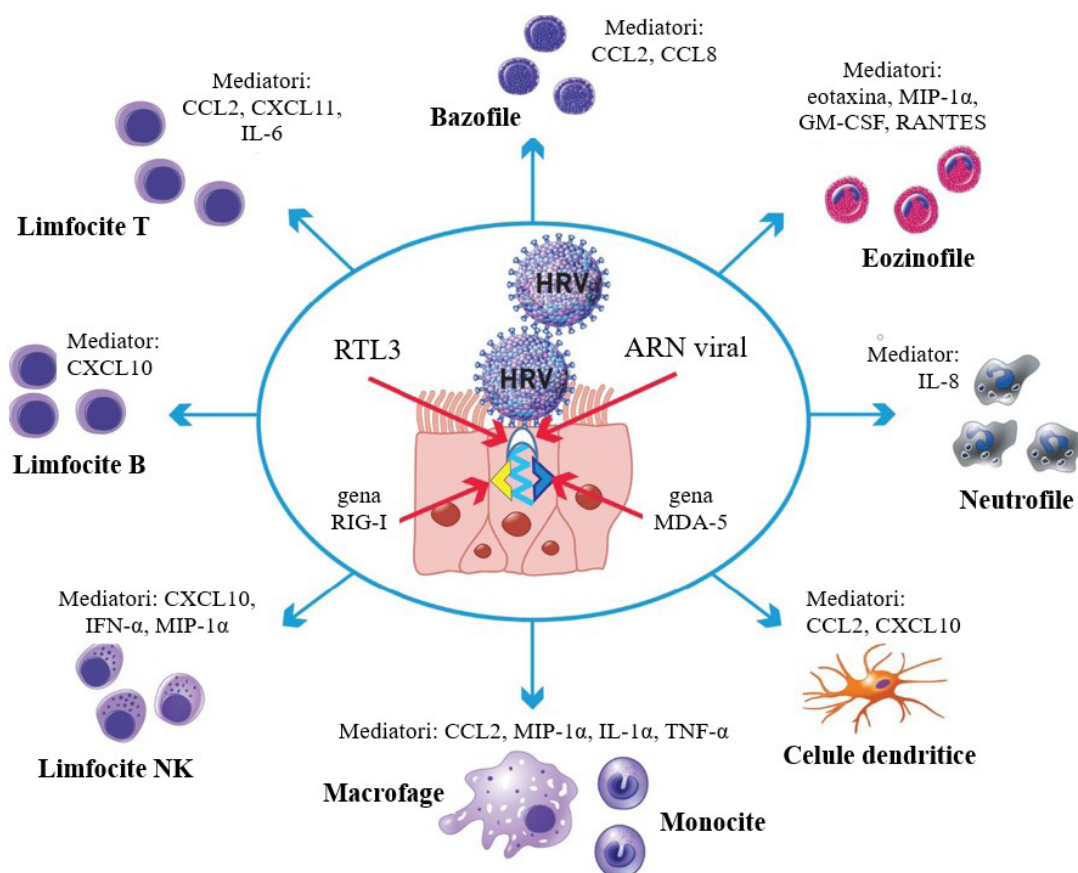 Mediatori:
CCL2, CCL8
Bazofile
Mediatori:
CCL2, CXCL11,
IL-6
Limfocite T
Mediatori:
eotaxina, MIP-1α,
GM-CSF, RANTES
Eozinofile
HRV
HRV
RTL3
ARN viral
gena
RIG-I
gena
MDA-5
Mediator:
CXCL10
Limfocite B
Mediator:
IL-8
Neutrofile
Mediatori: CXCL10,
IFN-α, MIP-1α
Limfocite NK
Mediatori:
CCL2, CXCL10
Celule dendritice
Mediatori: CCL2, MIP-1α, IL-1α, TNF-α
Macrofage
Monocite